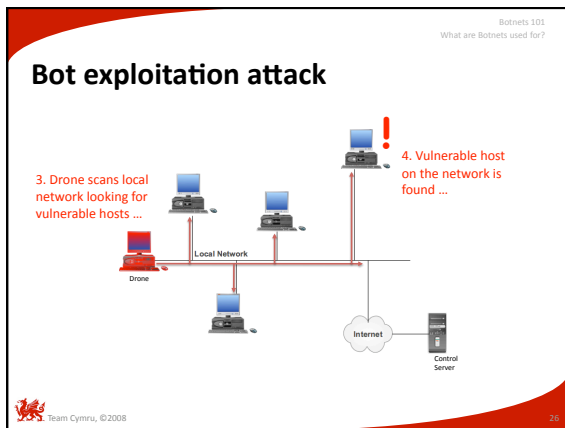 Botnets 101
What are Botnets used for?
Bot exploitation attack
!
3. Drone scans local
network looking for
vulnerable hosts ...
4. Vulnerable host
on the network is
found ...
Local Network
Drone
Internet
Control
Server
Team Cymru, ©2008
26